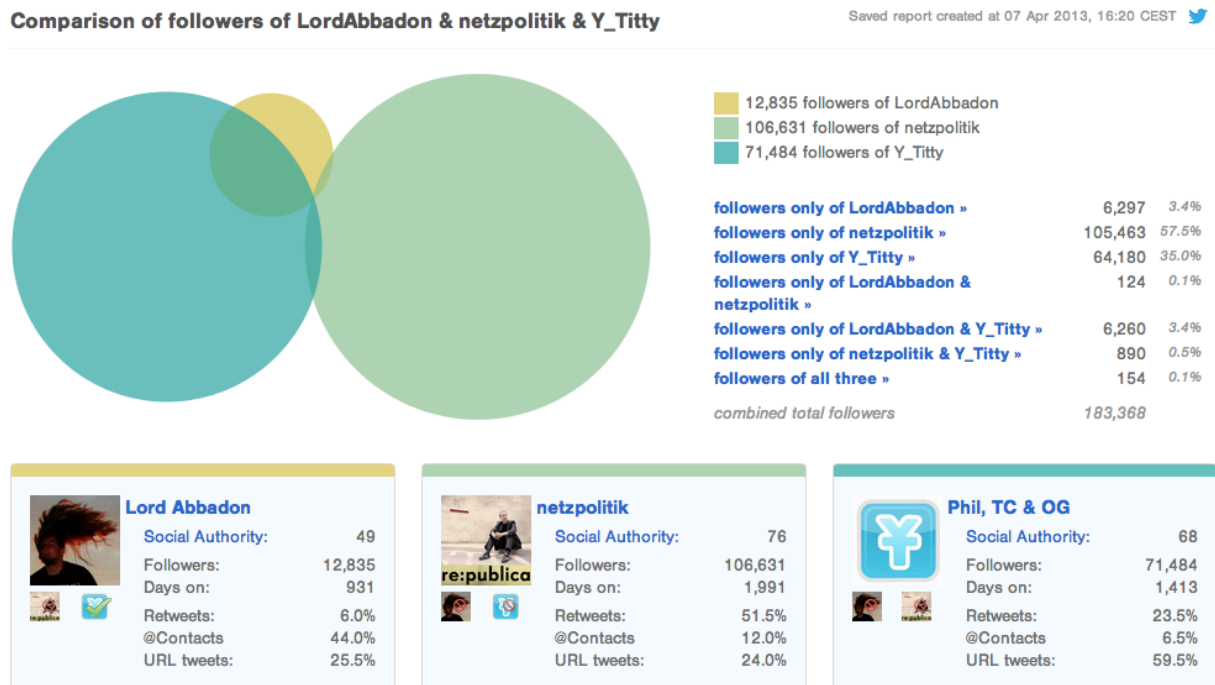 Comparison of followers of LordAbbadon & netzpolitik & Y_Titty
Saved report created at 07 Apr 2013, 16:20 CEST
12,835 followers of LordAbbadon
106,631 followers of netzpolitik
71,484 followers of Y_Titty
followers only of LordAbbadon » 6,297 3.4%
followers only of netzpolitik » 105,463 57.5%
followers only of Y_Titty » 64,180 35.0%
followers only of LordAbbadon & 124 0.1%
netzpolitik »
followers only of LordAbbadon & Y_Titty » 6,260 3.4%
followers only of netzpolitik & Y_Titty » 890 0.5%
followers of all three » 154 0.1%
combined total followers 183,368
Lord Abbadon
Social Authority: 49
Followers: 12,835
Days on: 931
Retweets: 6.0%
@Contacts 44.0%
URL tweets: 25.5%
netzpolitik
re:publica
Social Authority: 76
Followers: 106,631
Days on: 1,991
Retweets: 51.5%
@Contacts 12.0%
URL tweets: 24.0%
Phil, TC & OG
Social Authority: 68
Followers: 71,484
Days on: 1,413
Retweets: 23.5%
@Contacts 6.5%
URL tweets: 59.5%